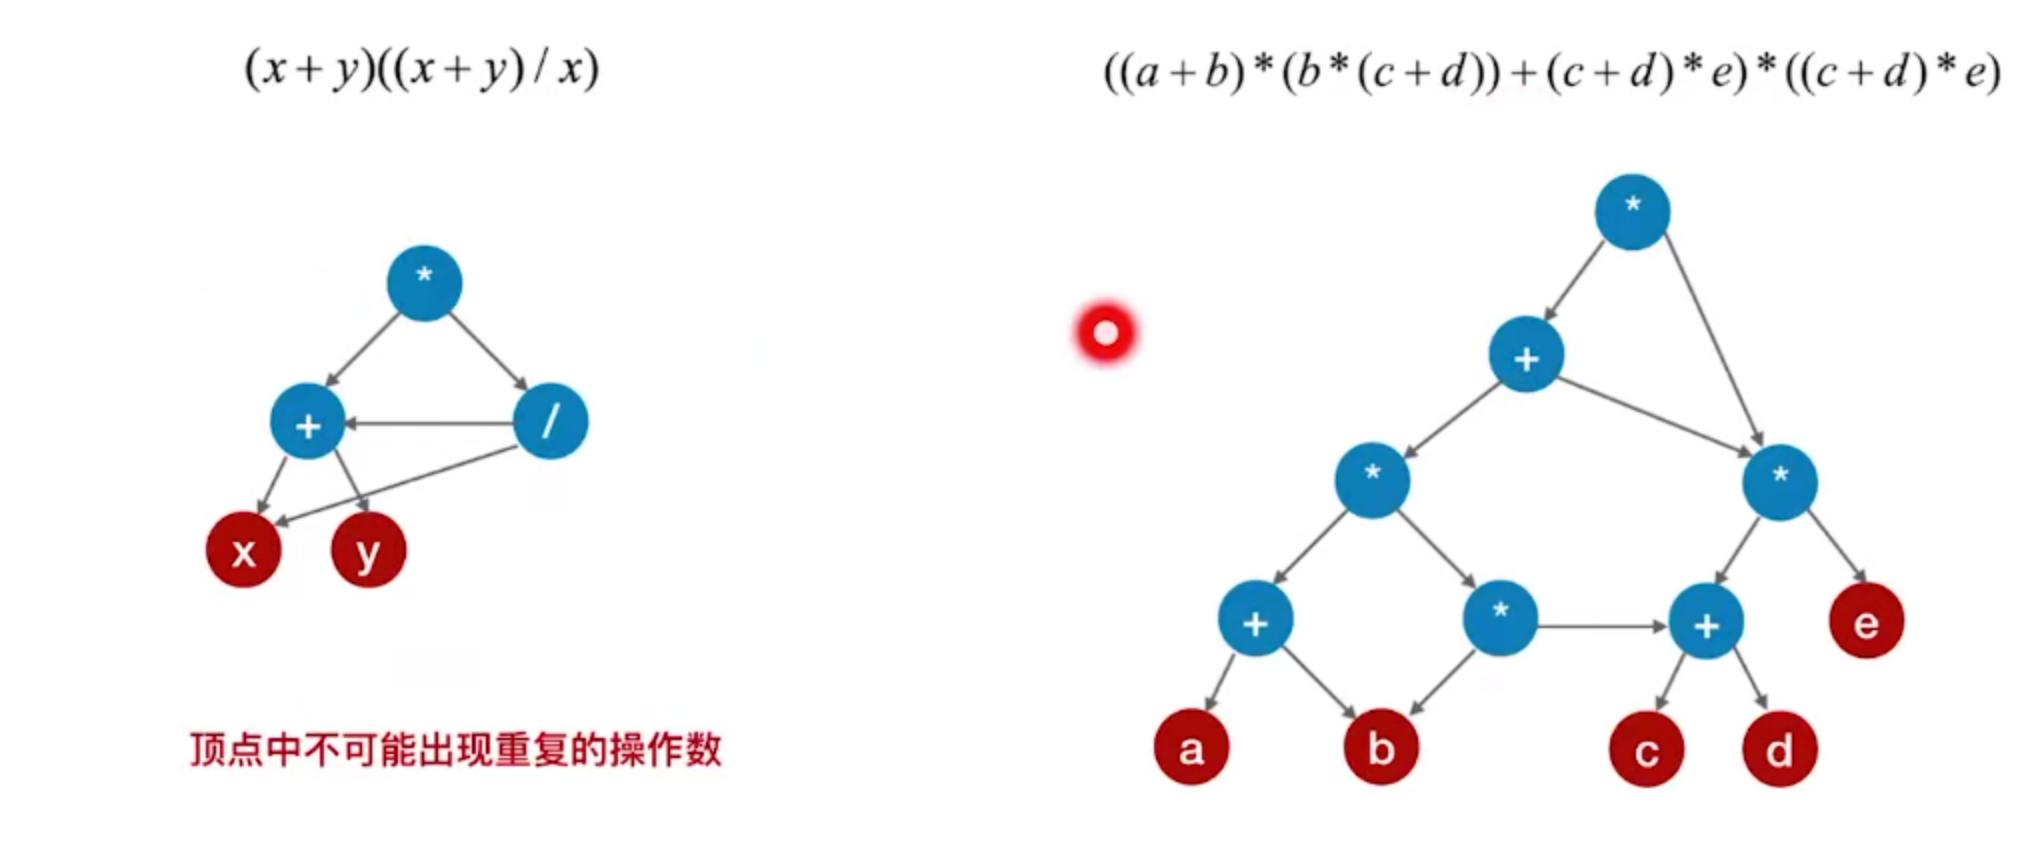 (x+y)((x+y)/x)
((a+b)*(b*(c+d))+(c+d)*e)*((c+d)*e)
*
+ /
x y
*
+
* *
+ * + e
a b c d
顶点中不可能出现重复的操作数